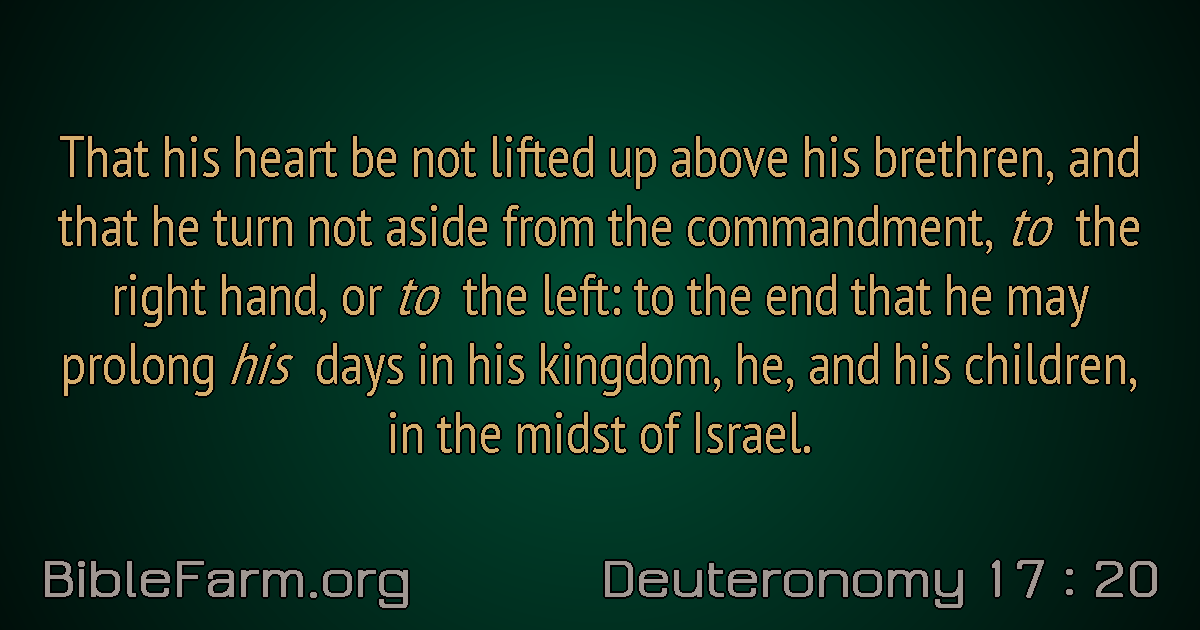 That his heart be not lifted up above his brethren, and
that he turn not aside from the commandment, to the
right hand, or to the left: to the end that he may
prolong his days in his kingdom, he, and his children,
in the midst of Israel.
BibleFarm.org
Deuteronomy 17 : 20